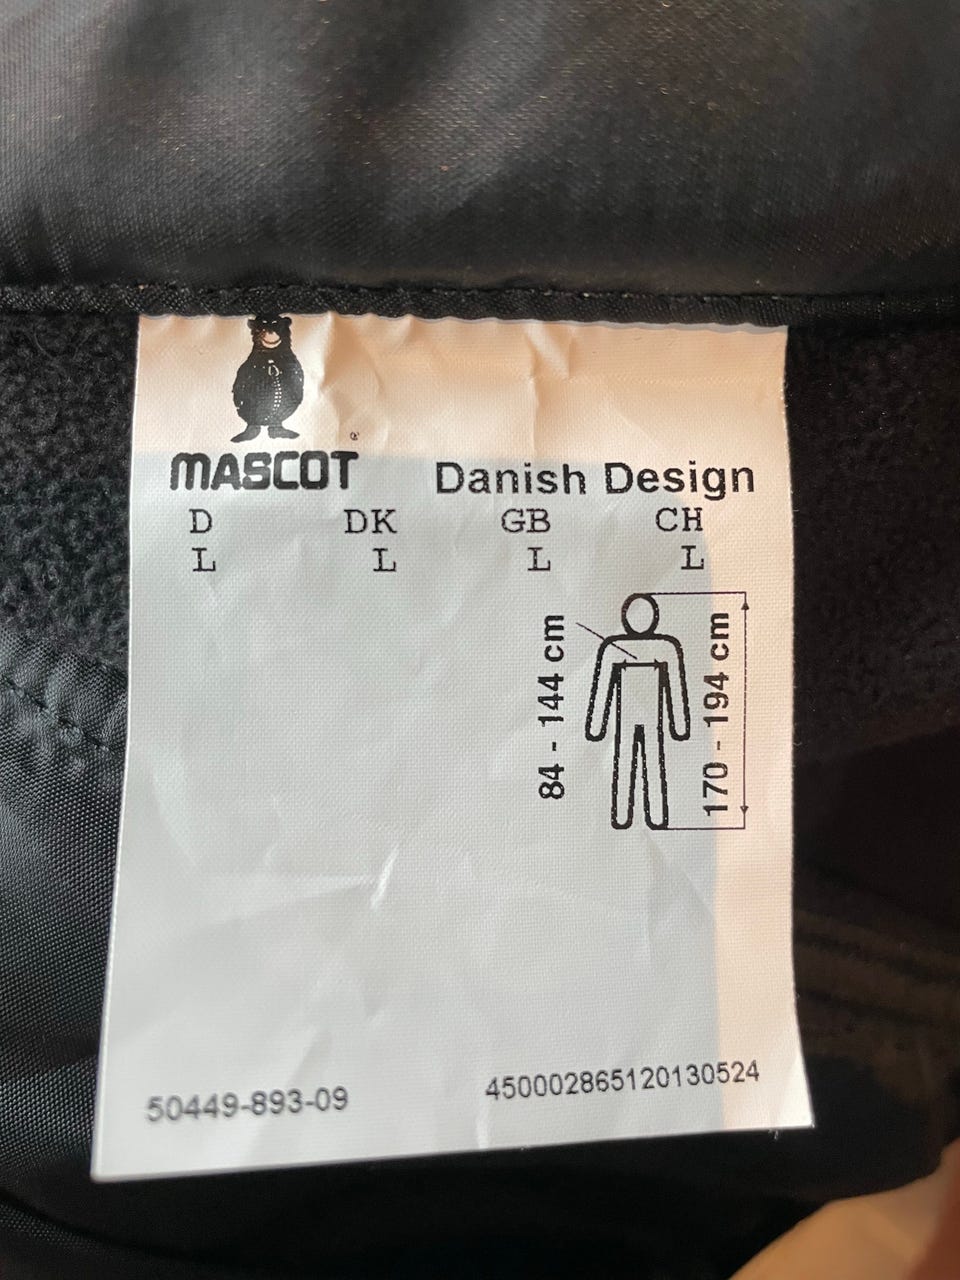 MASCOT®
Danish Design
D DK GB CH
L L L L
84 - 144 cm
170 - 194 cm
50449-893-09
450002865120130524